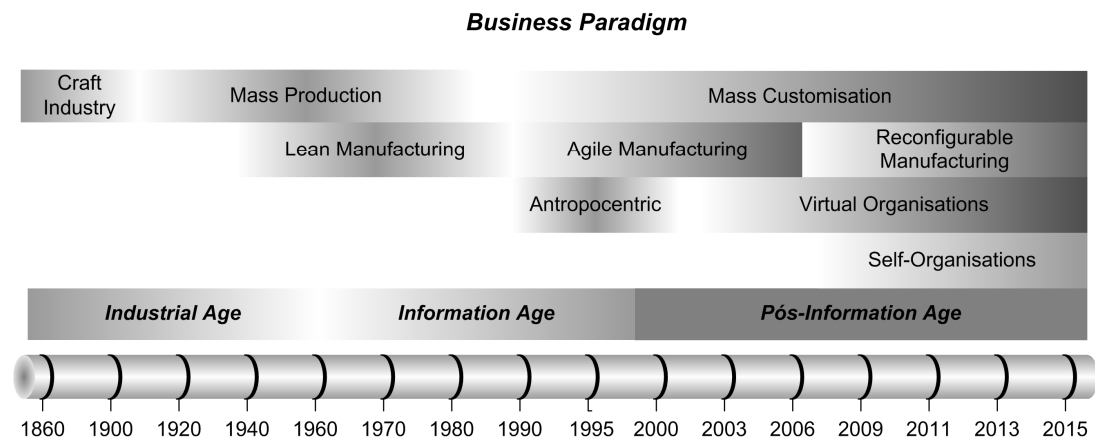 Business Paradigm
Craft
Industry
Mass Production
Mass Customisation
Lean Manufacturing
Agile Manufacturing
Reconfigurable
Manufacturing
Antropocentric
Virtual Organisations
Self-Organisations
Industrial Age
Information Age
Pós-Information Age
1860 1900 1920 1940 1960 1970 1980 1990 1995 2000 2003 2006 2009 2011 2013 2015